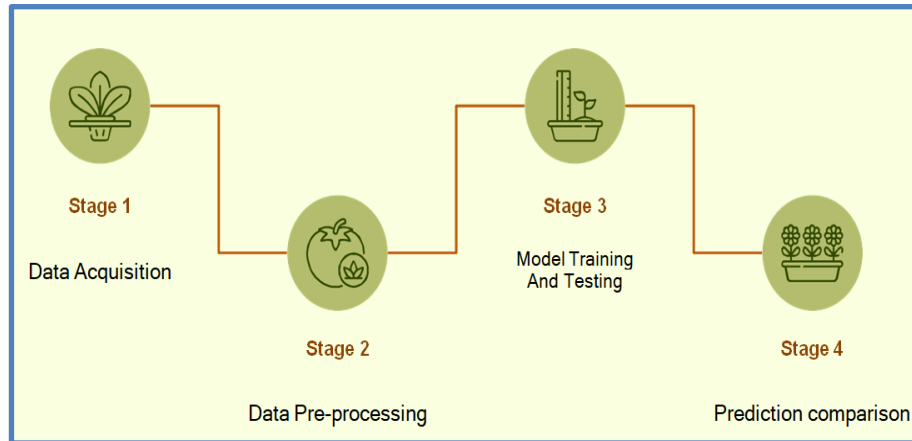 Stage 1
Data Acquisition
Stage 2
Data Pre-processing
Stage 3
Model Training
And Testing
Stage 4
Prediction comparison